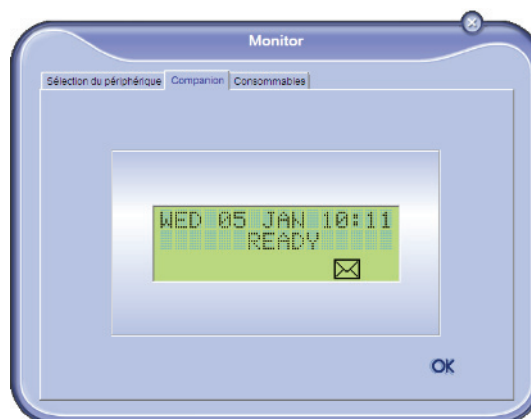 Monitor
Sélection du périphérique Companion Consommables
WED 05 JAN 10:11
READY
OK